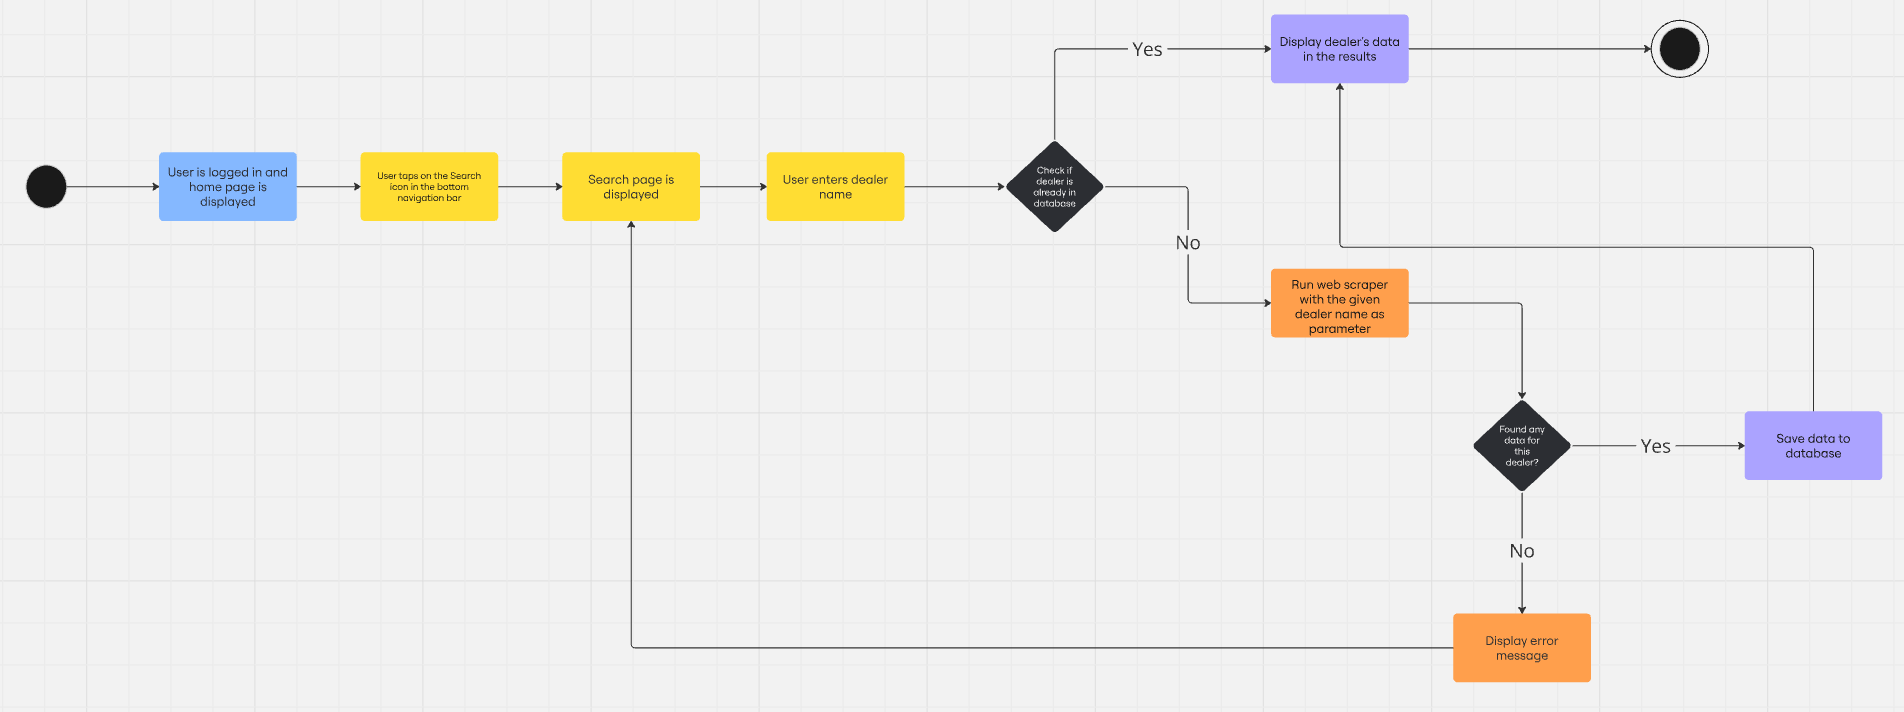 Yes
Display dealer's data
in the results
User is logged in and
home page is
displayed
User taps on the Search
icon in the bottom
navigation bar
Search page is
displayed
User enters dealer
name
Check if
dealer is
already in
database
No
Run web scraper
with the given
dealer name as
parameter
Found any
data for
this
dealer?
Yes
Save data to
database
No
Display error
message